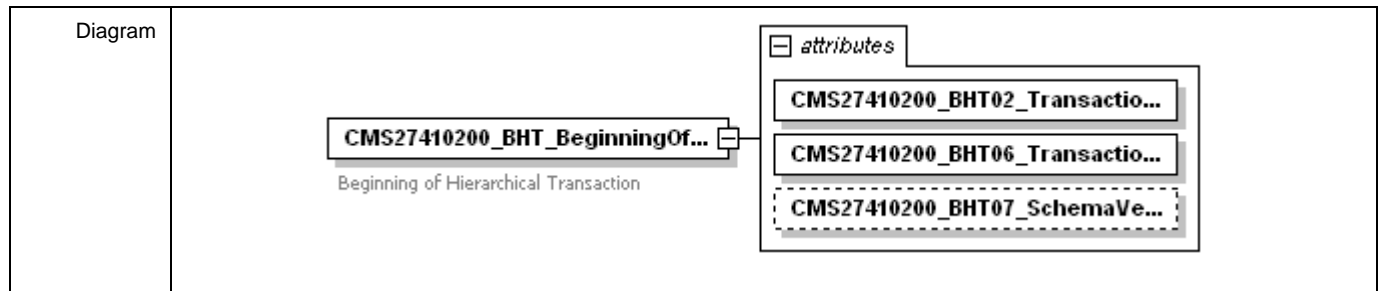 Diagram
attributes
CMS27410200_BHT02_Transactio...
CMS27410200_BHT_BeginningOf...
CMS27410200_BHT06_Transactio...
Beginning of Hierarchical Transaction
CMS27410200_BHT07_SchemaVe...